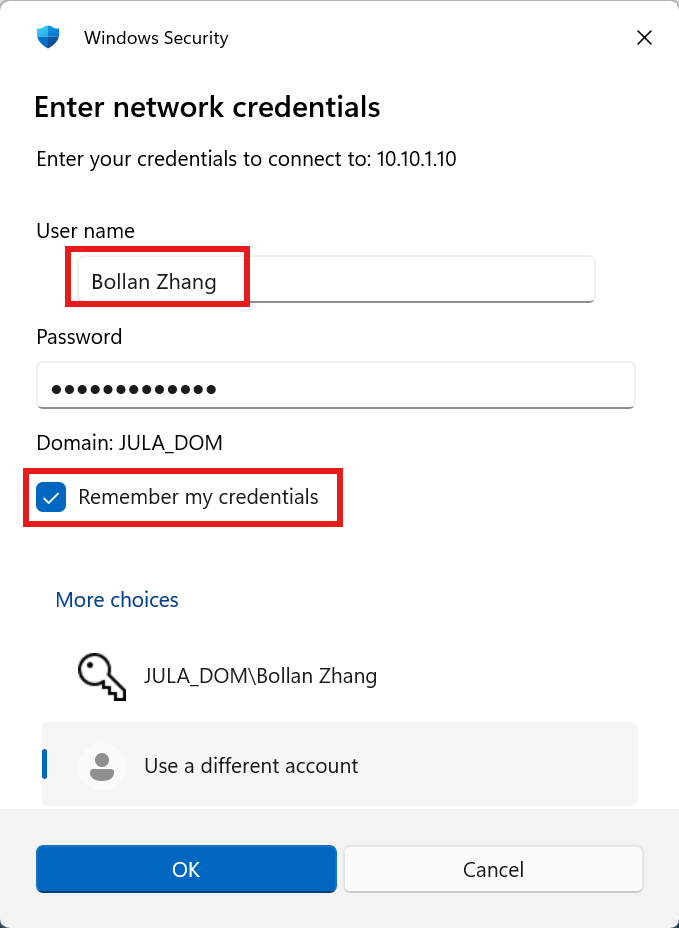 Windows Security
Enter network credentials
Enter your credentials to connect to: 10.10.1.10
User name
Bollan Zhang
Password
●●●●●●●●●●●●●
Domain: JULA_DOM
Remember my credentials
More choices
JULA_DOM\Bollan Zhang
Use a different account
OK Cancel